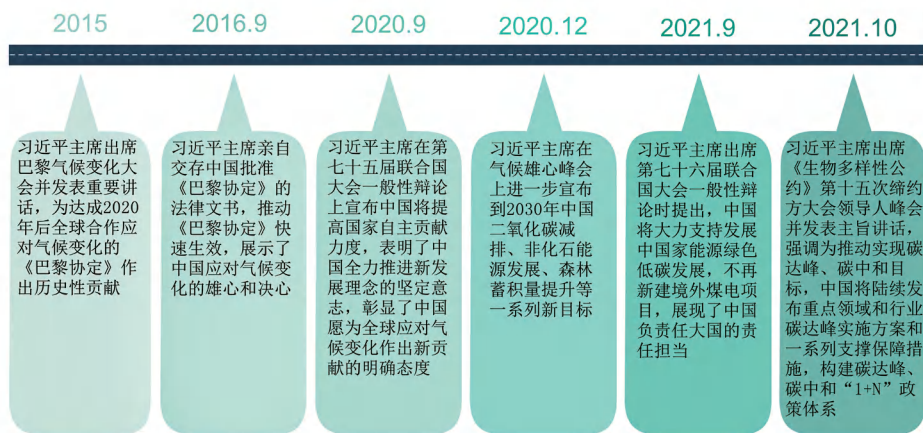 2015
2016.9
2020.9
2020.12
2021.9
2021.10
习近平主席出席
巴黎气候变化大
会并发表重要讲
话，为达成2020
年后全球合作应
对气候变化的
《巴黎协定》作
出历史性贡献
习近平主席亲自
交存中国批准
《巴黎协定》的
法律文书，推动
《巴黎协定》快
速生效，展示了
中国应对气候变
化的雄心和决心
习近平主席在第
七十五届联合国
大会一般性辩论
上宣布中国将提
高国家自主贡献
力度，表明了中
国全力推进新发
展理念的坚定意
志，彰显了中国
愿为全球应对气
候变化作出新贡
献的明确态度
习近平主席在
气候雄心峰会
上进一步宣布
到2030年中国
二氧化碳减
排、非化石能
源发展、森林
蓄积量提升等
一系列新目标
习近平主席出席
第七十六届联合
国大会一般性辩
论时提出，中国
将大力支持发展
中国家能源绿色
低碳发展，不再
新建境外煤电项
目，展现了中国
负责任大国的责
任担当
习近平主席出席
《生物多样性公
约》第十五次缔约
方大会领导人峰会
并发表主旨讲话，
强调为推动实现碳
达峰、碳中和目
标，中国将陆续发
布重点领域和行业
碳达峰实施方案和
一系列支撑保障措
施，构建碳达峰、
碳中和“1+N”政
策体系